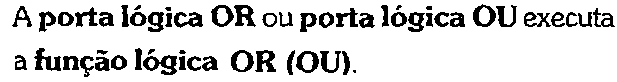 A porta lógica OR ou porta lógica OU executa
a função lógica OR (OU).